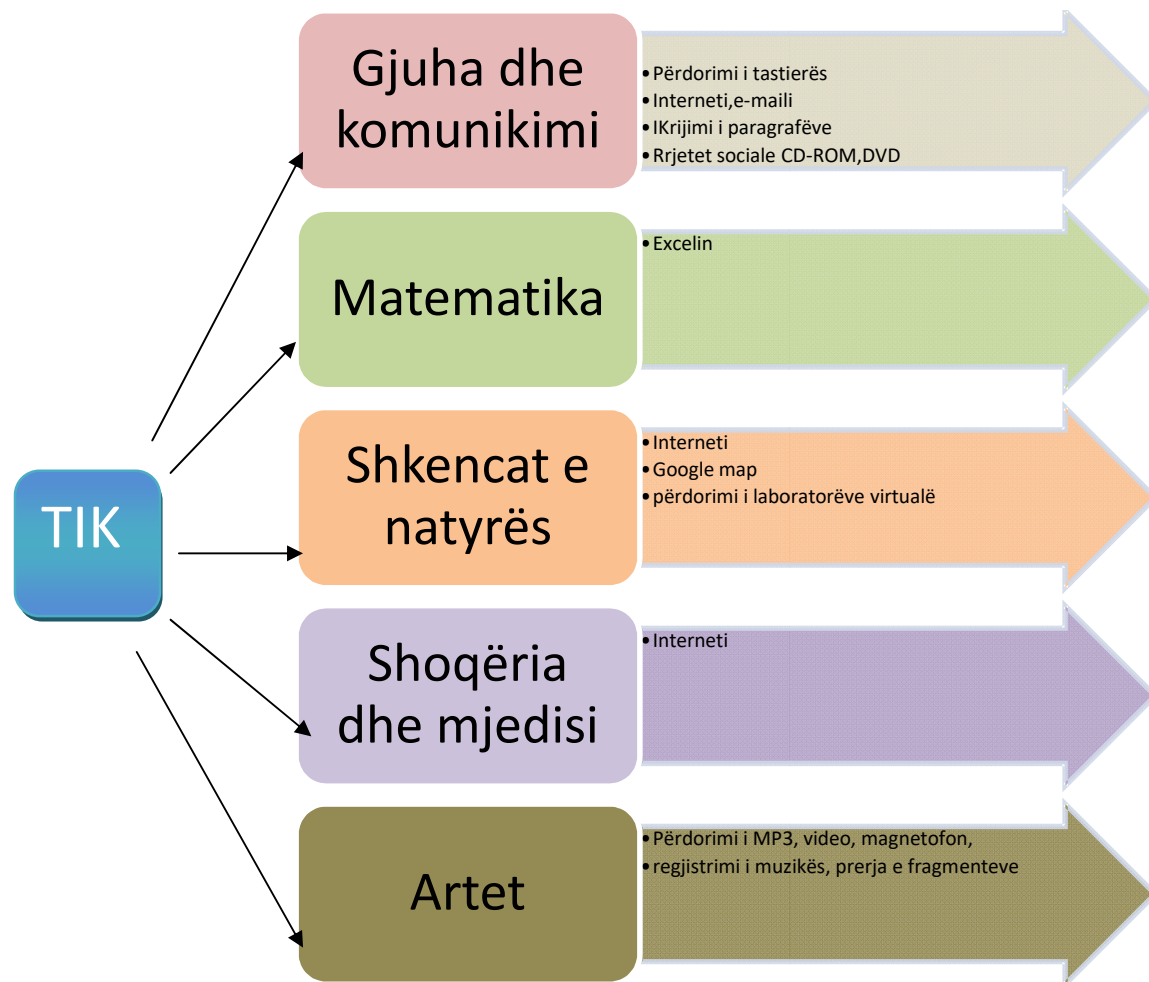 Gjuha dhe
komunikimi
•Përdorimi i tastierës
•Interneti,e-maili
•IKrijimi i paragrafëve
•Rrjetet sociale CD-ROM,DVD
Matematika
•Excelin
TIK
Shkencat e
natyrës
•Interneti
•Google map
•përdorimi i laboratorëve virtualë
Shoqëria
dhe mjedisi
•Interneti
Artet
•Përdorimi i MP3, video, magnetofon,
•regjistrimi i muzikës, prerja e fragmenteve